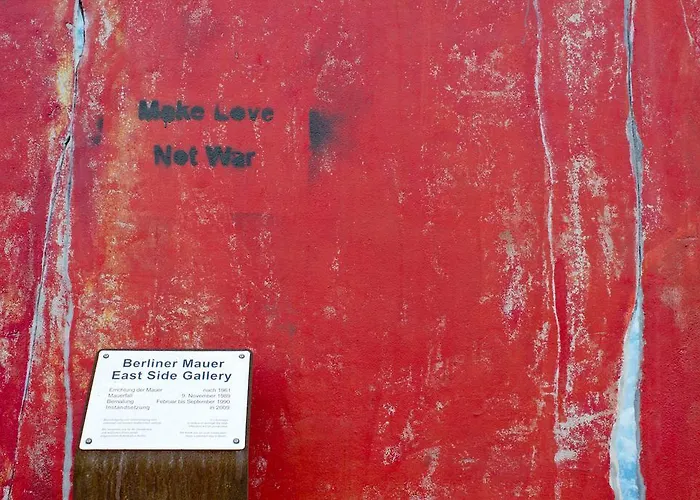 Make Love
Not War
Berliner Mauer
East Side Gallery
Errichtung der Mauer nach 1961
Mauerfall 9. November 1989
Bemalung Februar bis September 1990
Instandsetzung in 2009